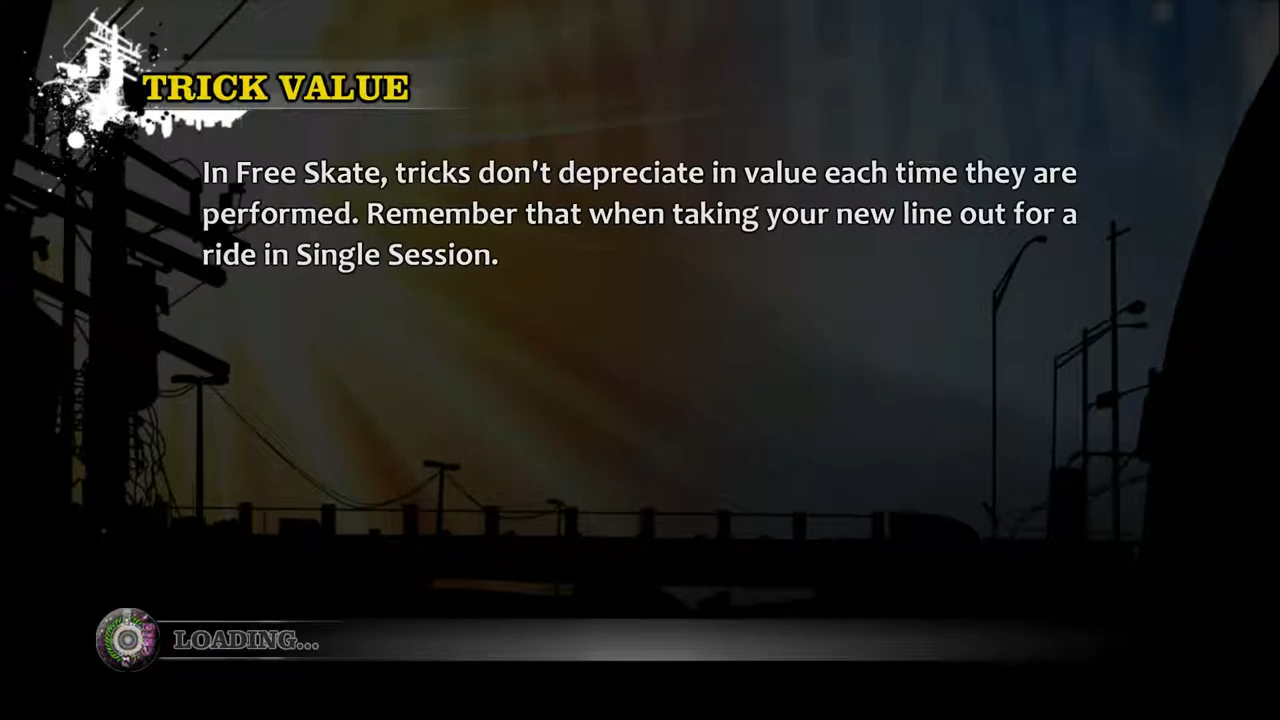 TRICK VALUE
In Free Skate, tricks don't depreciate in value each time they are
performed. Remember that when taking your new line out for a
ride in Single Session.
LOADING...